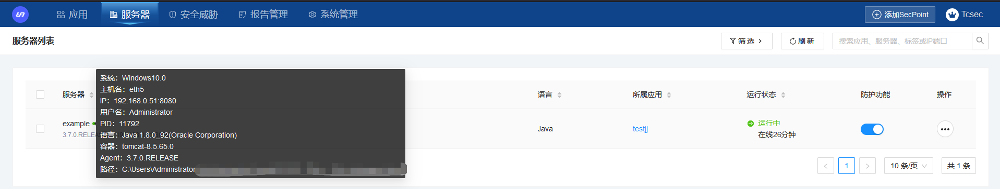 应用 服务器 安全威胁 报告管理 系统管理 添加SecPoint Tcsec
服务器列表 筛选 刷新 搜索应用、服务器、标签或IP端口
服务器 语言 所属应用 运行状态 防护功能 操作
系统：Windows10.0
主机名：eth5
IP：192.168.0.51:8080
用户名：Administrator
PID：11792
语言：Java 1.8.0_92(Oracle Corporation)
容器：tomcat-8.5.65.0
Agent：3.7.0.RELEASE
路径：C:\Users\Administrator
example Java testjj 运行中
3.7.0.RELEA 在线26分钟
1 10 条/页 共 1 条